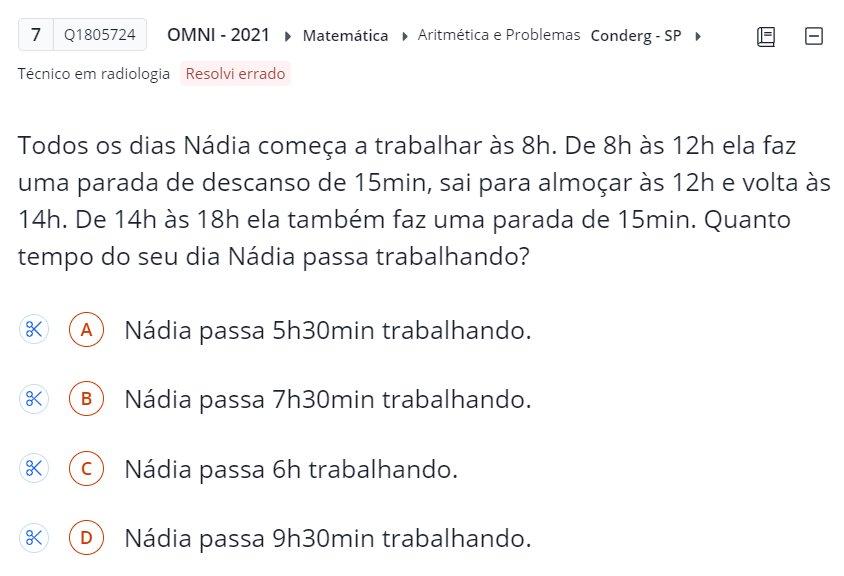 7 Q1805724 OMNI - 2021 Matemática Aritmética e Problemas Conderg - SP
Técnico em radiologia Resolvi errado
Todos os dias Nádia começa a trabalhar às 8h. De 8h às 12h ela faz
uma parada de descanso de 15min, sai para almoçar às 12h e volta às
14h. De 14h às 18h ela também faz uma parada de 15min. Quanto
tempo do seu dia Nádia passa trabalhando?
A Nádia passa 5h30min trabalhando.
B Nádia passa 7h30min trabalhando.
C Nádia passa 6h trabalhando.
D Nádia passa 9h30min trabalhando.